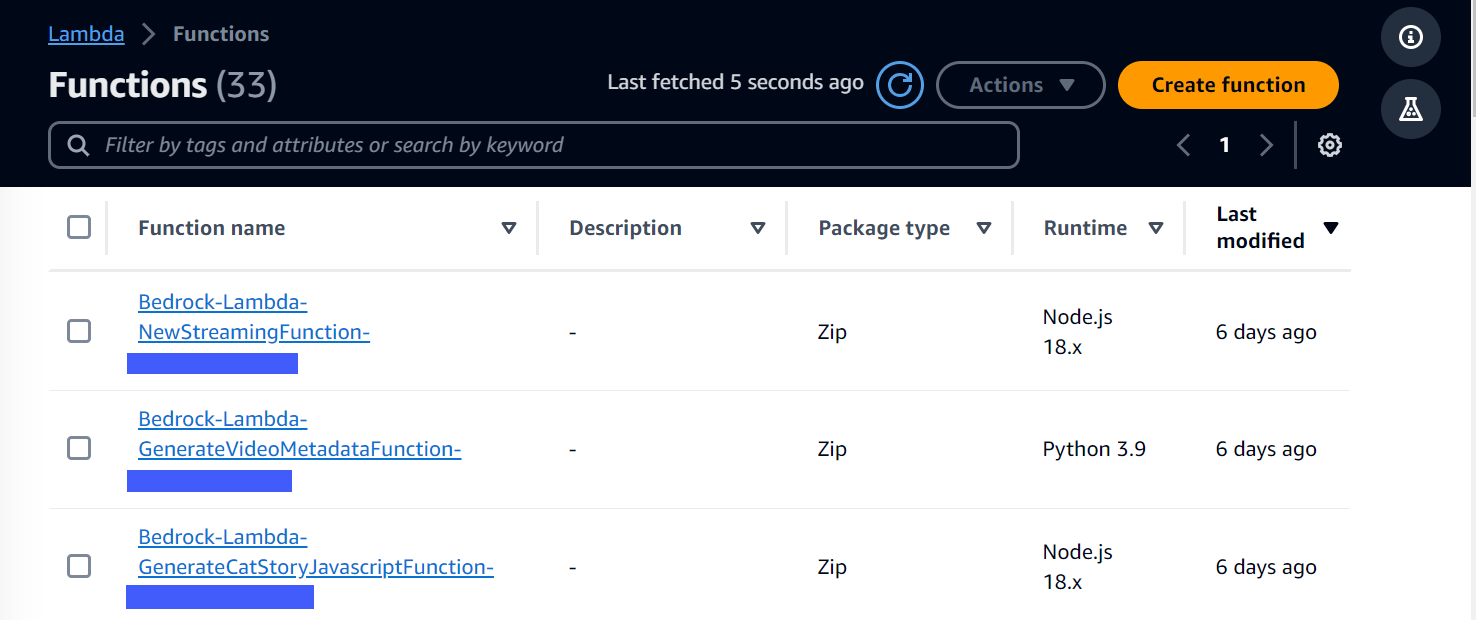 Lambda > Functions
Functions (33)
Last fetched 5 seconds ago
Actions
Create function
Filter by tags and attributes or search by keyword
1
Function name
Description
Package type
Runtime
Last
modified
Bedrock-Lambda-
NewStreamingFunction-
-
Zip
Node.js
18.x
6 days ago
Bedrock-Lambda-
GenerateVideoMetadataFunction-
-
Zip
Python 3.9
6 days ago
Bedrock-Lambda-
GenerateCatStoryJavascriptFunction-
-
Zip
Node.js
18.x
6 days ago